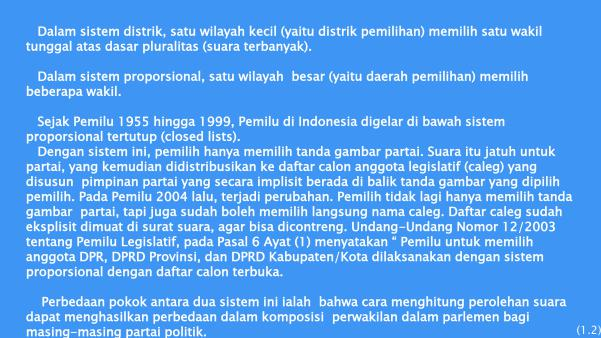 Dalam sistem distrik, satu wilayah kecil (yaitu distrik pemilihan) memilih satu wakil
tunggal atas dasar pluralitas (suara terbanyak).
Dalam sistem proporsional, satu wilayah besar (yaitu daerah pemilihan) memilih
beberapa wakil.
Sejak Pemilu 1955 hingga 1999, Pemilu di Indonesia digelar di bawah sistem
proporsional tertutup (closed lists).
Dengan sistem ini, pemilih hanya memilih tanda gambar partai. Suara itu jatuh untuk
partai, yang kemudian didistribusikan ke daftar calon anggota legislatif (caleg) yang
disusun pimpinan partai yang secara implisit berada di balik tanda gambar yang dipilih
pemilih. Pada Pemilu 2004 lalu, terjadi perubahan. Pemilih tidak lagi hanya memilih tanda
gambar partai, tapi juga sudah boleh memilih langsung nama caleg. Daftar caleg sudah
eksplisit dimuat di surat suara, agar bisa dicontreng. Undang-Undang Nomor 12/2003
tentang Pemilu Legislatif, pada Pasal 6 Ayat (1) menyatakan “ Pemilu untuk memilih
anggota DPR, DPRD Provinsi, dan DPRD Kabupaten/Kota dilaksanakan dengan sistem
proporsional dengan daftar calon terbuka.
Perbedaan pokok antara dua sistem ini ialah bahwa cara menghitung perolehan suara
dapat menghasilkan perbedaan dalam komposisi perwakilan dalam parlemen bagi
masing-masing partai politik.
(1.2)